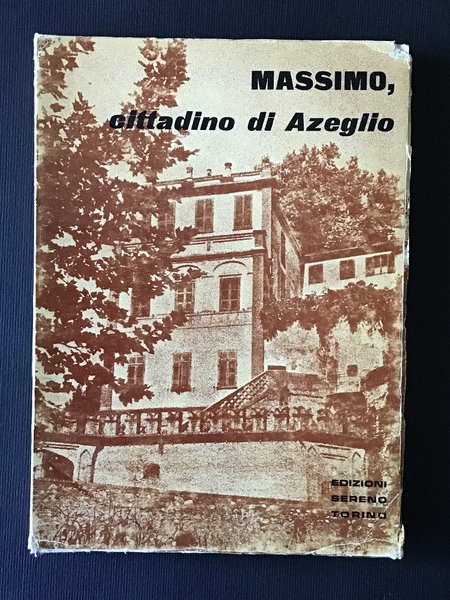 MASSIMO,
cittadino di Azeglio
EDIZIONI
SERENO
TORINO